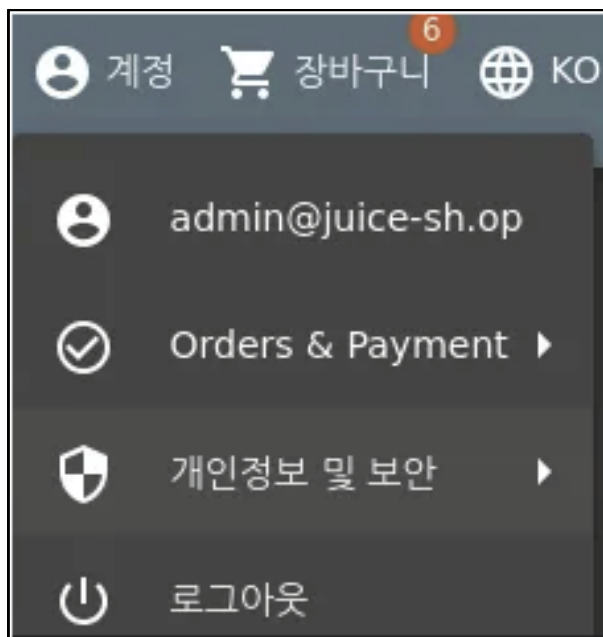 계정 장바구니 6 KO
admin@juice-sh.op
Orders & Payment
개인정보 및 보안
로그아웃